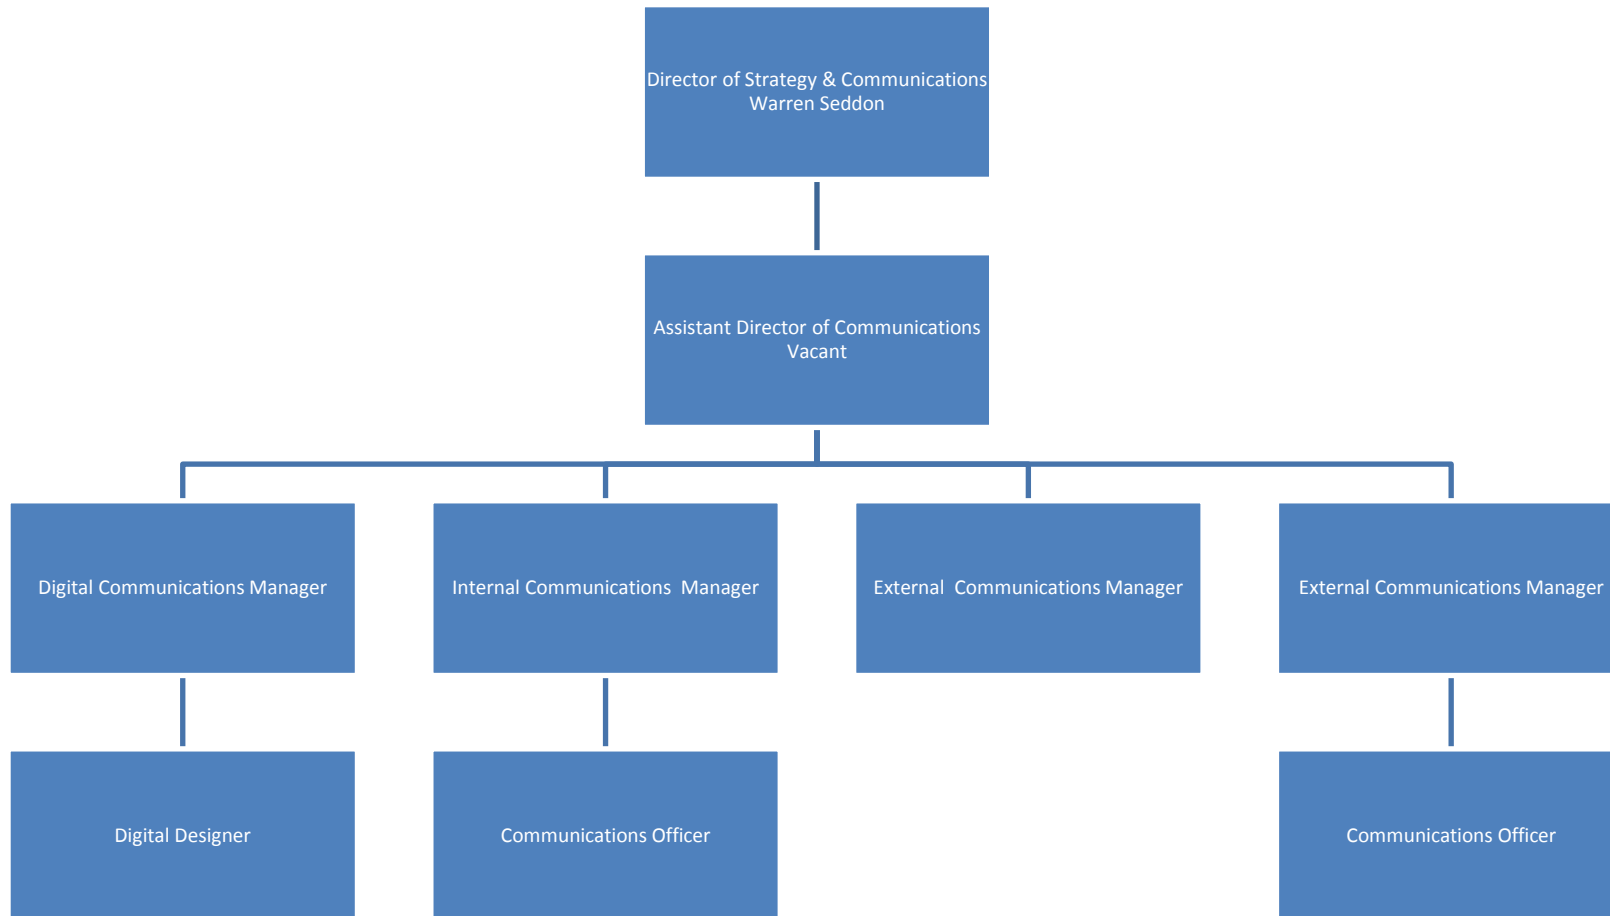 Director of Strategy & Communications
Warren Seddon
Assistant Director of Communications
Vacant
Digital Communications Manager
Internal Communications  Manager
External  Communications Manager
External Communications Manager
Digital Designer
Communications Officer
Communications Officer